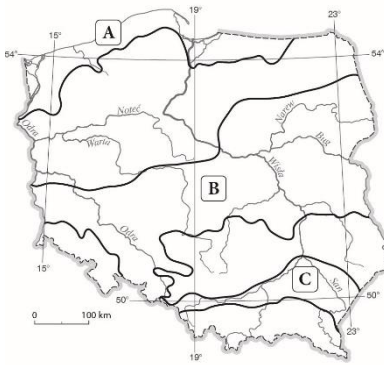 19°
23°
A
15°
54°
54°
Odra
Noteć
Warta
Narew
Bug
Wisła
B
Odra
C
San
15°
50°
50°
0 100 km
23°
19°